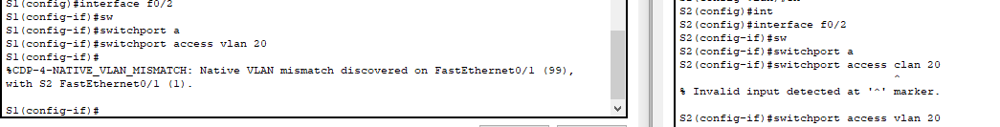 S1(config)#interface f0/2
S1(config-if)#sw
S1(config-if)#switchport a
S1(config-if)#switchport access vlan 20
S1(config-if)#
%CDP-4-NATIVE_VLAN_MISMATCH: Native VLAN mismatch discovered on FastEthernet0/1 (99),
with S2 FastEthernet0/1 (1).
S1(config-if)#
S2(config)#int
S2(config)#interface f0/2
S2(config-if)#sw
S2(config-if)#switchport a
S2(config-if)#switchport access clan 20
^
% Invalid input detected at '^' marker.
S2(config-if)#switchport access vlan 20